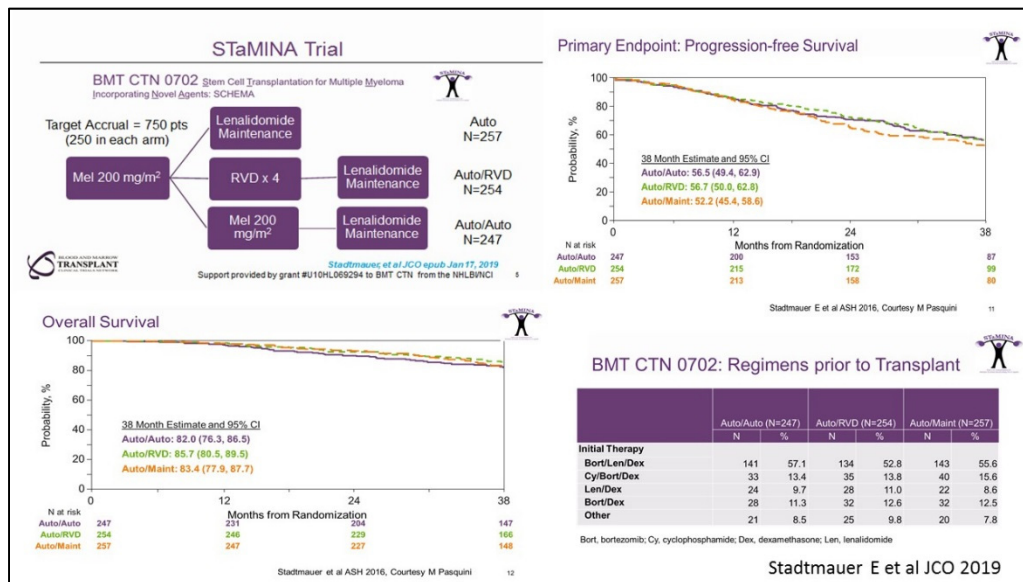 STaMINA Trial
BMT CTN 0702 Stem Cell Transplantation for Multiple Myeloma
Incorporating Novel Agents: SCHEMA
STaMINA
Target Accrual = 750 pts
(250 in each arm)
Mel 200 mg/m2
Lenalidomide
Maintenance
Auto
N=257
RVD x 4
Lenalidomide
Maintenance
Auto/RVD
N=254
Mel 200
mg/m2
Lenalidomide
Maintenance
Auto/Auto
N=247
BLOOD AND MARROW
TRANSPLANT
CLINICAL TRIALS NETWORK
Stadtmauer, et al JCO epub Jan 17, 2019
Support provided by grant #U10HL069294 to BMT CTN from the NHLBI/NCI
5
Primary Endpoint: Progression-free Survival
STaMINA
Probability, %
100
80
60
40
20
0
38 Month Estimate and 95% CI
Auto/Auto: 56.5 (49.4, 62.9)
Auto/RVD: 56.7 (50.0, 62.8)
Auto/Maint: 52.2 (45.4, 58.6)
0 12 24 38
Months from Randomization
N at risk
Auto/Auto 247 200 153 87
Auto/RVD 254 215 172 99
Auto/Maint 257 213 158 80
Stadtmauer E et al ASH 2016, Courtesy M Pasquini
11
Overall Survival
STaMINA
Probability, %
100
80
60
40
20
0
38 Month Estimate and 95% CI
Auto/Auto: 82.0 (76.3, 86.5)
Auto/RVD: 85.7 (80.5, 89.5)
Auto/Maint: 83.4 (77.9, 87.7)
0 12 24 38
Months from Randomization
N at risk
Auto/Auto 247 231 204 147
Auto/RVD 254 246 229 166
Auto/Maint 257 247 227 148
Stadtmauer E et al ASH 2016, Courtesy M Pasquini
12
STaMINA
BMT CTN 0702: Regimens prior to Transplant
Auto/Auto (N=247) Auto/RVD (N=254) Auto/Maint (N=257)
N % N % N %
Initial Therapy
Bort/Len/Dex 141 57.1 134 52.8 143 55.6
Cy/Bort/Dex 33 13.4 35 13.8 40 15.6
Len/Dex 24 9.7 28 11.0 22 8.6
Bort/Dex 28 11.3 32 12.6 32 12.5
Other 21 8.5 25 9.8 20 7.8
Bort, bortezomib; Cy, cyclophosphamide; Dex, dexamethasone; Len, lenalidomide
Stadtmauer E et al JCO 2019